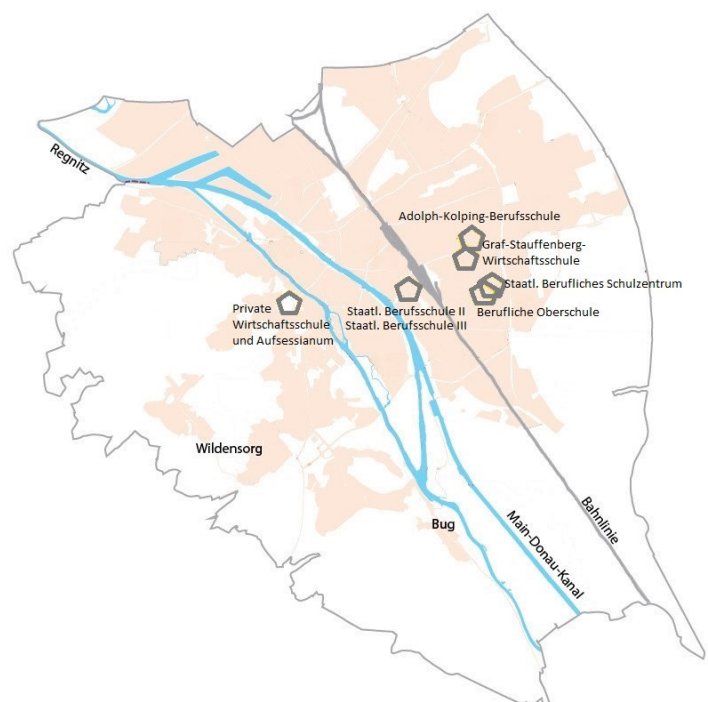 Regnitz
Adolph-Kolping-Berufsschule
Graf-Stauffenberg-
Wirtschaftsschule
Staatl. Berufliches Schulzentrum
Berufliche Oberschule
Staatl. Berufsschule II
Staatl. Berufsschule III
Private
Wirtschaftsschule
und Aufsessianum
Wildensorg
Bug
Main-Donau-Kanal
Bahnlinie